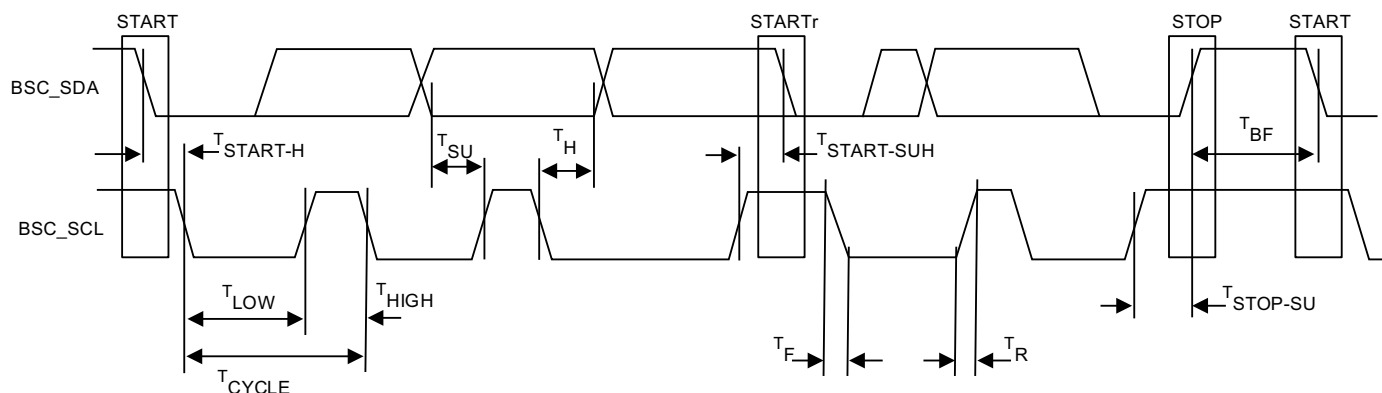 START
STARTr
STOP
START
BSC_SDA
TSTART-H
TSU
TH
TSTART-SUH
TBF
BSC_SCL
TLOW
THIGH
TSTOP-SU
TF
TR
TCYCLE